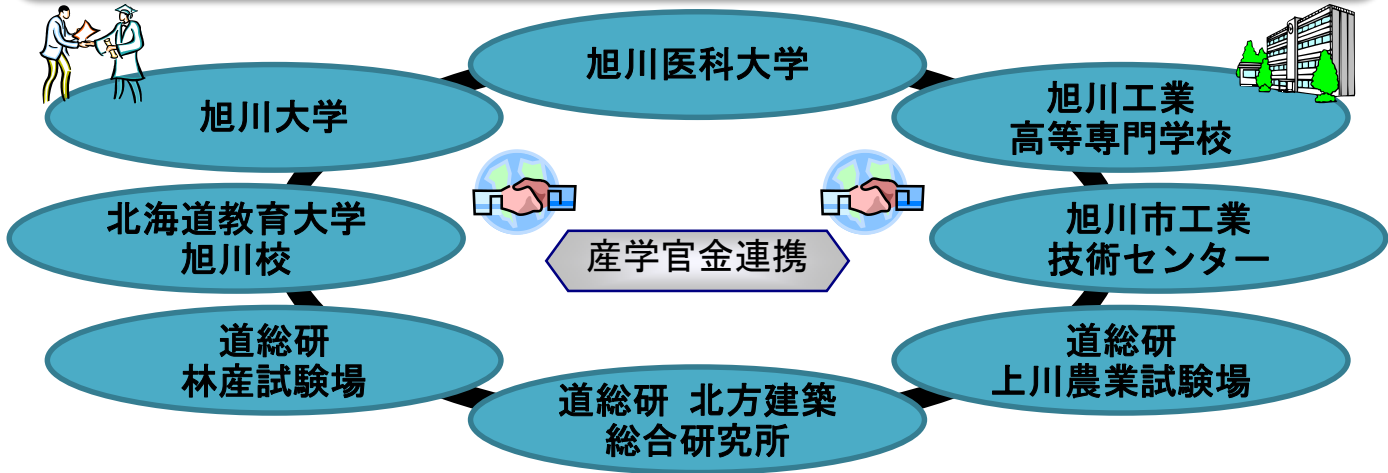 旭川医科大学
旭川大学
旭川工業
高等専門学校
北海道教育大学
旭川校
産学官金連携
旭川市工業
技術センター
道総研
林産試験場
道総研
上川農業試験場
道総研 北方建築
総合研究所